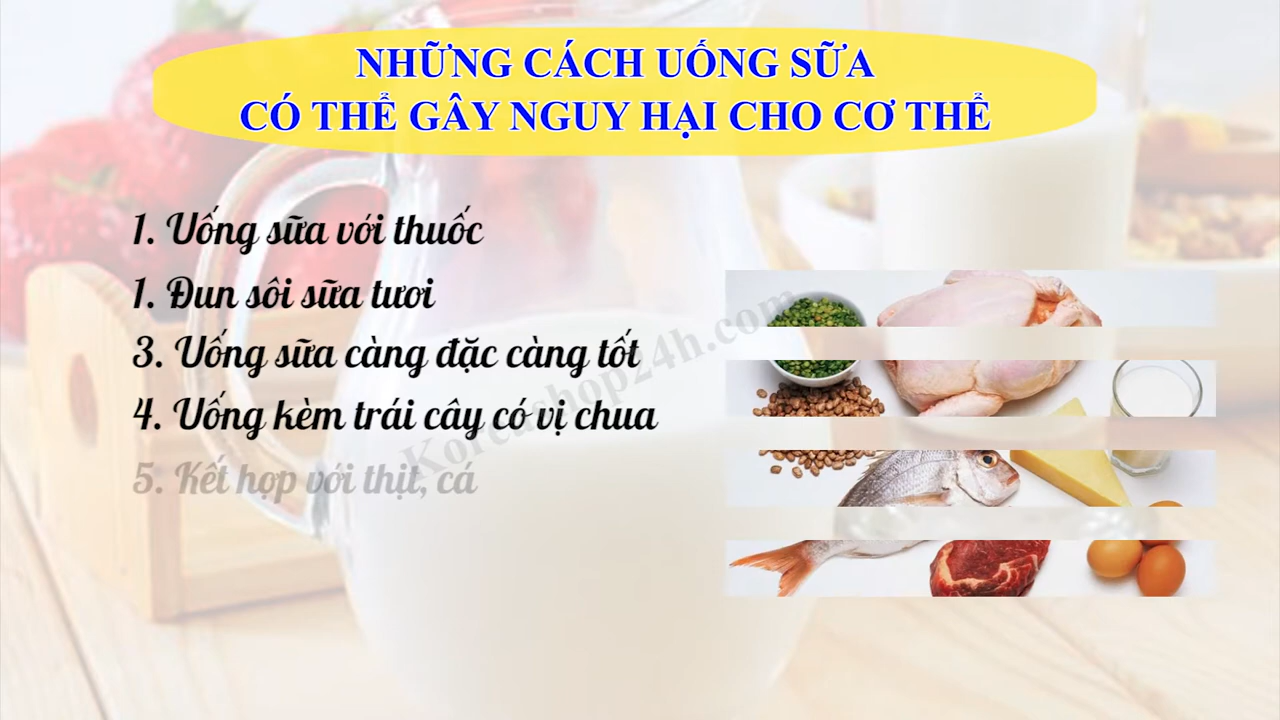 NHỮNG CÁCH UỐNG SỮA
CÓ THỂ GÂY NGUY HẠI CHO CƠ THỂ
1. Uống sữa với thuốc
1. Đun sôi sữa tươi
3. Uống sữa càng đặc càng tốt
4. Uống kèm trái cây có vị chua
5. Kết hợp với thịt, cá
Koreashop24h.com